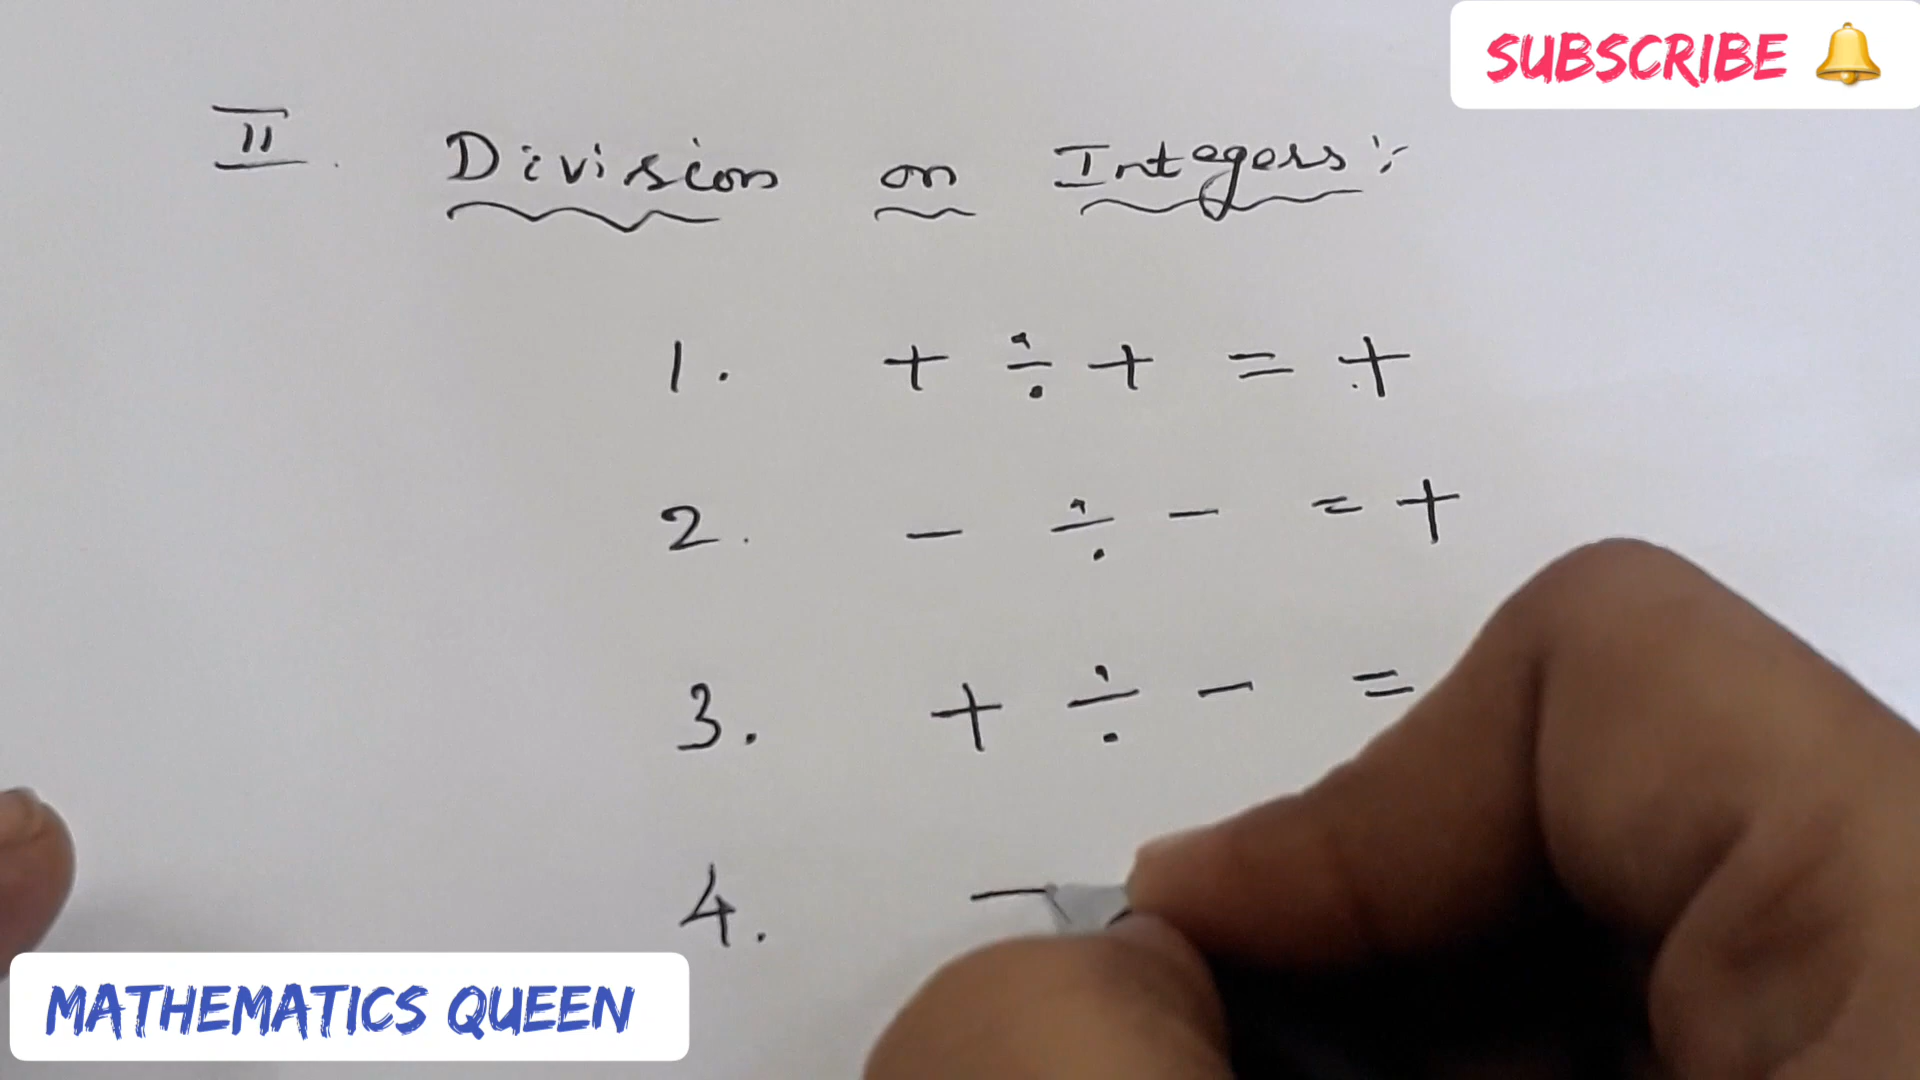 SUBSCRIBE 🔔
II. Division on Integers:
1. + ÷ + = +
2. - ÷ - = +
3. + ÷ - =
4. -
MATHEMATICS QUEEN